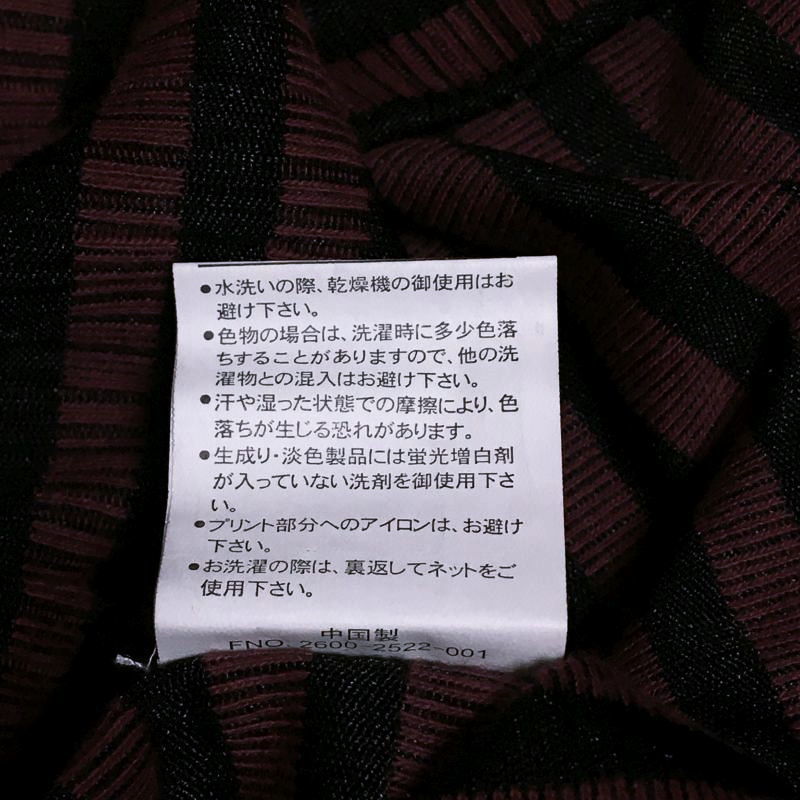 ●水洗いの際、乾燥機の御使用はお
避け下さい。
●色物の場合は、洗濯時に多少色落
ちすることがありますので、他の洗
濯物との混入はお避け下さい。
●汗や湿った状態での摩擦により、色
落ちが生じる恐れがあります。
●生成り・淡色製品には蛍光増白剤
が入っていない洗剤を御使用下さ
い。
●プリント部分へのアイロンは、お避け
下さい。
●お洗濯の際は、裏返してネットをご
使用下さい。
中国製
FNO. 2600-2522-001